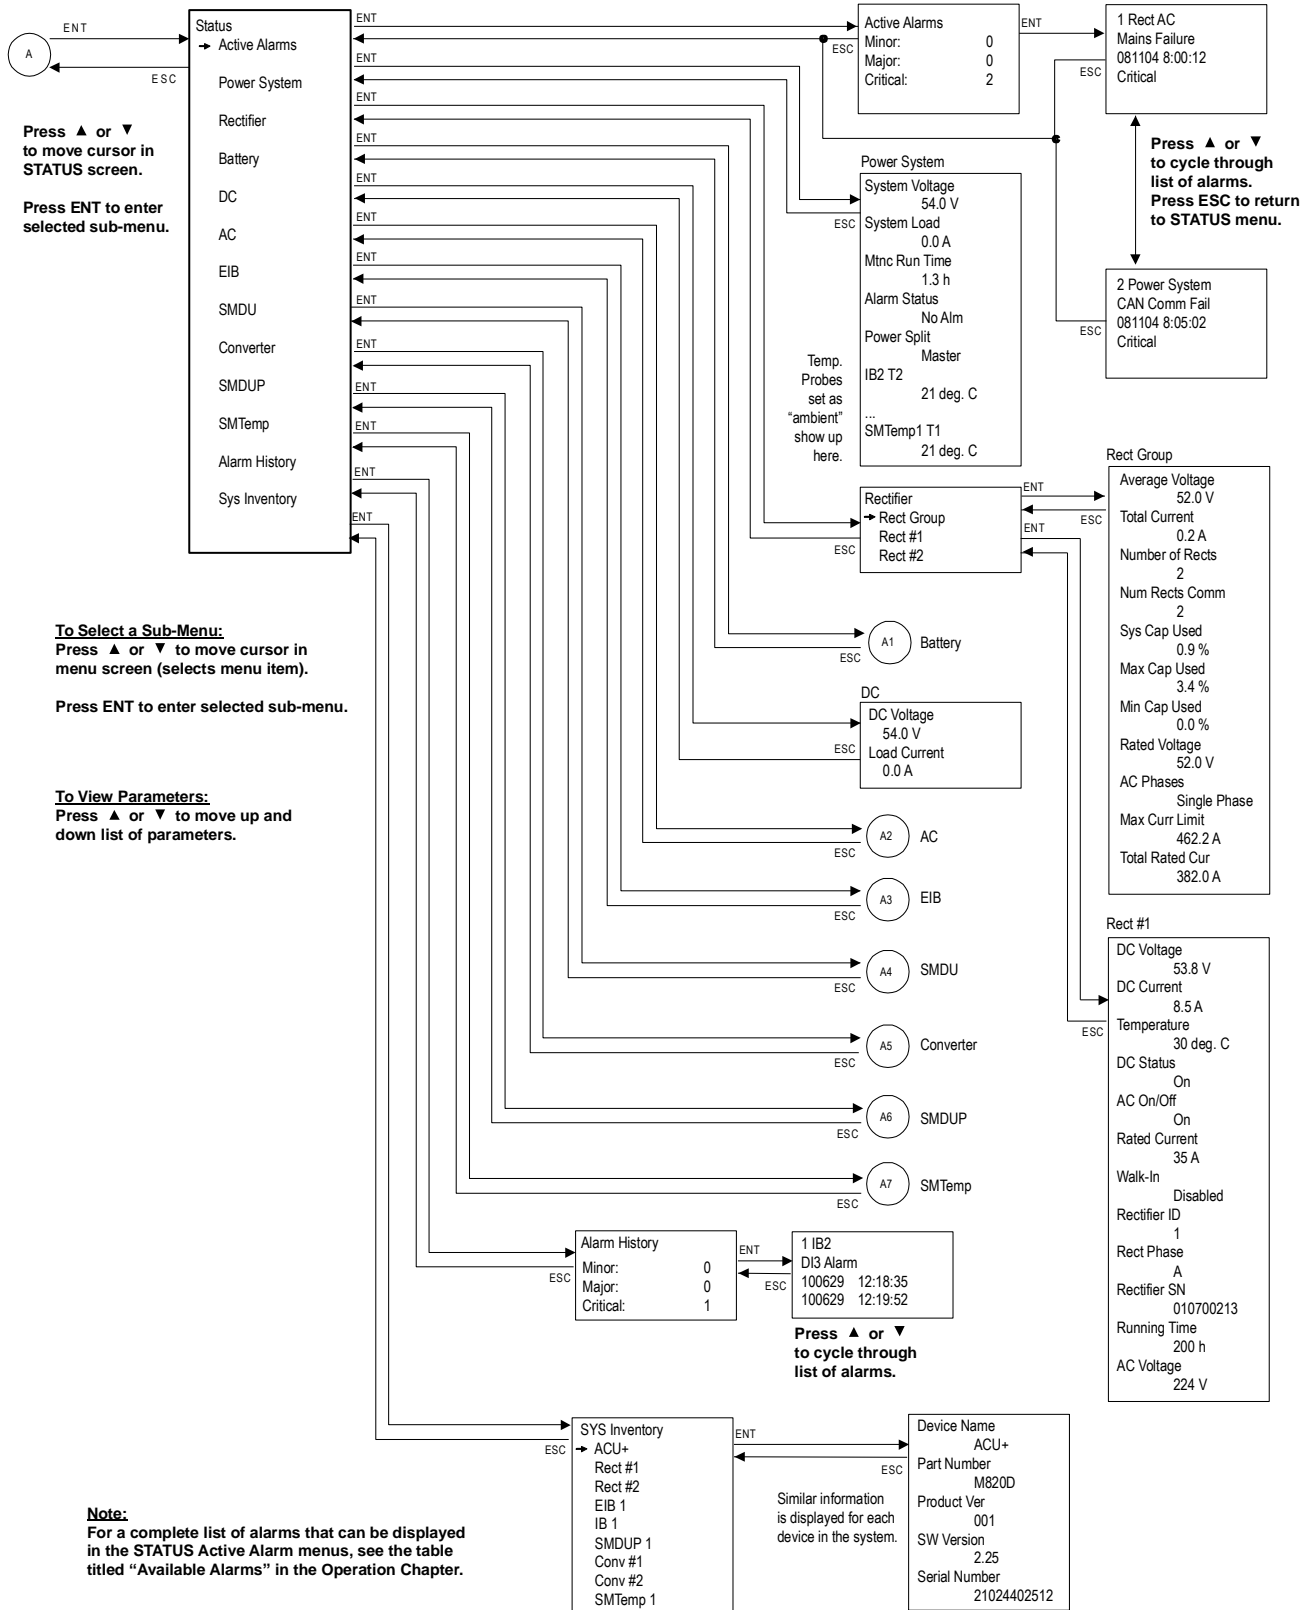 A
ENT
ESC
Press ▲ or ▼
to move cursor in
STATUS screen.
Press ENT to enter
selected sub-menu.
Status
Active Alarms
Power System
Rectifier
Battery
DC
AC
EIB
SMDU
Converter
SMDUP
SMTemp
Alarm History
Sys Inventory
ENT
ENT
ENT
ENT
ENT
ENT
ENT
ENT
ENT
ENT
ENT
ENT
ENT
ESC
Active Alarms
Minor: 0
Major: 0
Critical: 2
ENT
ESC
1 Rect AC
Mains Failure
081104 8:00:12
Critical
Press ▲ or ▼
to cycle through
list of alarms.
Press ESC to return
to STATUS menu.
ESC
2 Power System
CAN Comm Fail
081104 8:05:02
Critical
Power System
ESC
System Voltage
54.0 V
System Load
0.0 A
Mtnc Run Time
1.3 h
Alarm Status
No Alm
Power Split
Master
IB2 T2
21 deg. C
...
SMTemp1 T1
21 deg. C
Temp.
Probes
set as
“ambient”
show up
here.
ESC
Rectifier
Rect Group
Rect #1
Rect #2
ENT
ESC
ENT
Rect Group
Average Voltage
52.0 V
Total Current
0.2 A
Number of Rects
2
Num Rects Comm
2
Sys Cap Used
0.9 %
Max Cap Used
3.4 %
Min Cap Used
0.0 %
Rated Voltage
52.0 V
AC Phases
Single Phase
Max Curr Limit
462.2 A
Total Rated Cur
382.0 A
To Select a Sub-Menu:
Press ▲ or ▼ to move cursor in
menu screen (selects menu item).
Press ENT to enter selected sub-menu.
To View Parameters:
Press ▲ or ▼ to move up and
down list of parameters.
ESC
A1
Battery
DC
ESC
DC Voltage
54.0 V
Load Current
0.0 A
ESC
A2
AC
ESC
A3
EIB
ESC
A4
SMDU
ESC
A5
Converter
ESC
A6
SMDUP
ESC
A7
SMTemp
Rect #1
ESC
DC Voltage
53.8 V
DC Current
8.5 A
Temperature
30 deg. C
DC Status
On
AC On/Off
On
Rated Current
35 A
Walk-In
Disabled
Rectifier ID
1
Rect Phase
A
Rectifier SN
010700213
Running Time
200 h
AC Voltage
224 V
ESC
Alarm History
Minor: 0
Major: 0
Critical: 1
ENT
ESC
1 IB2
DI3 Alarm
100629 12:18:35
100629 12:19:52
Press ▲ or ▼
to cycle through
list of alarms.
ESC
SYS Inventory
ACU+
Rect #1
Rect #2
EIB 1
IB 1
SMDUP 1
Conv #1
Conv #2
SMTemp 1
ENT
ESC
Similar information
is displayed for each
device in the system.
Device Name
ACU+
Part Number
M820D
Product Ver
001
SW Version
2.25
Serial Number
21024402512
Note:
For a complete list of alarms that can be displayed
in the STATUS Active Alarm menus, see the table
titled “Available Alarms” in the Operation Chapter.